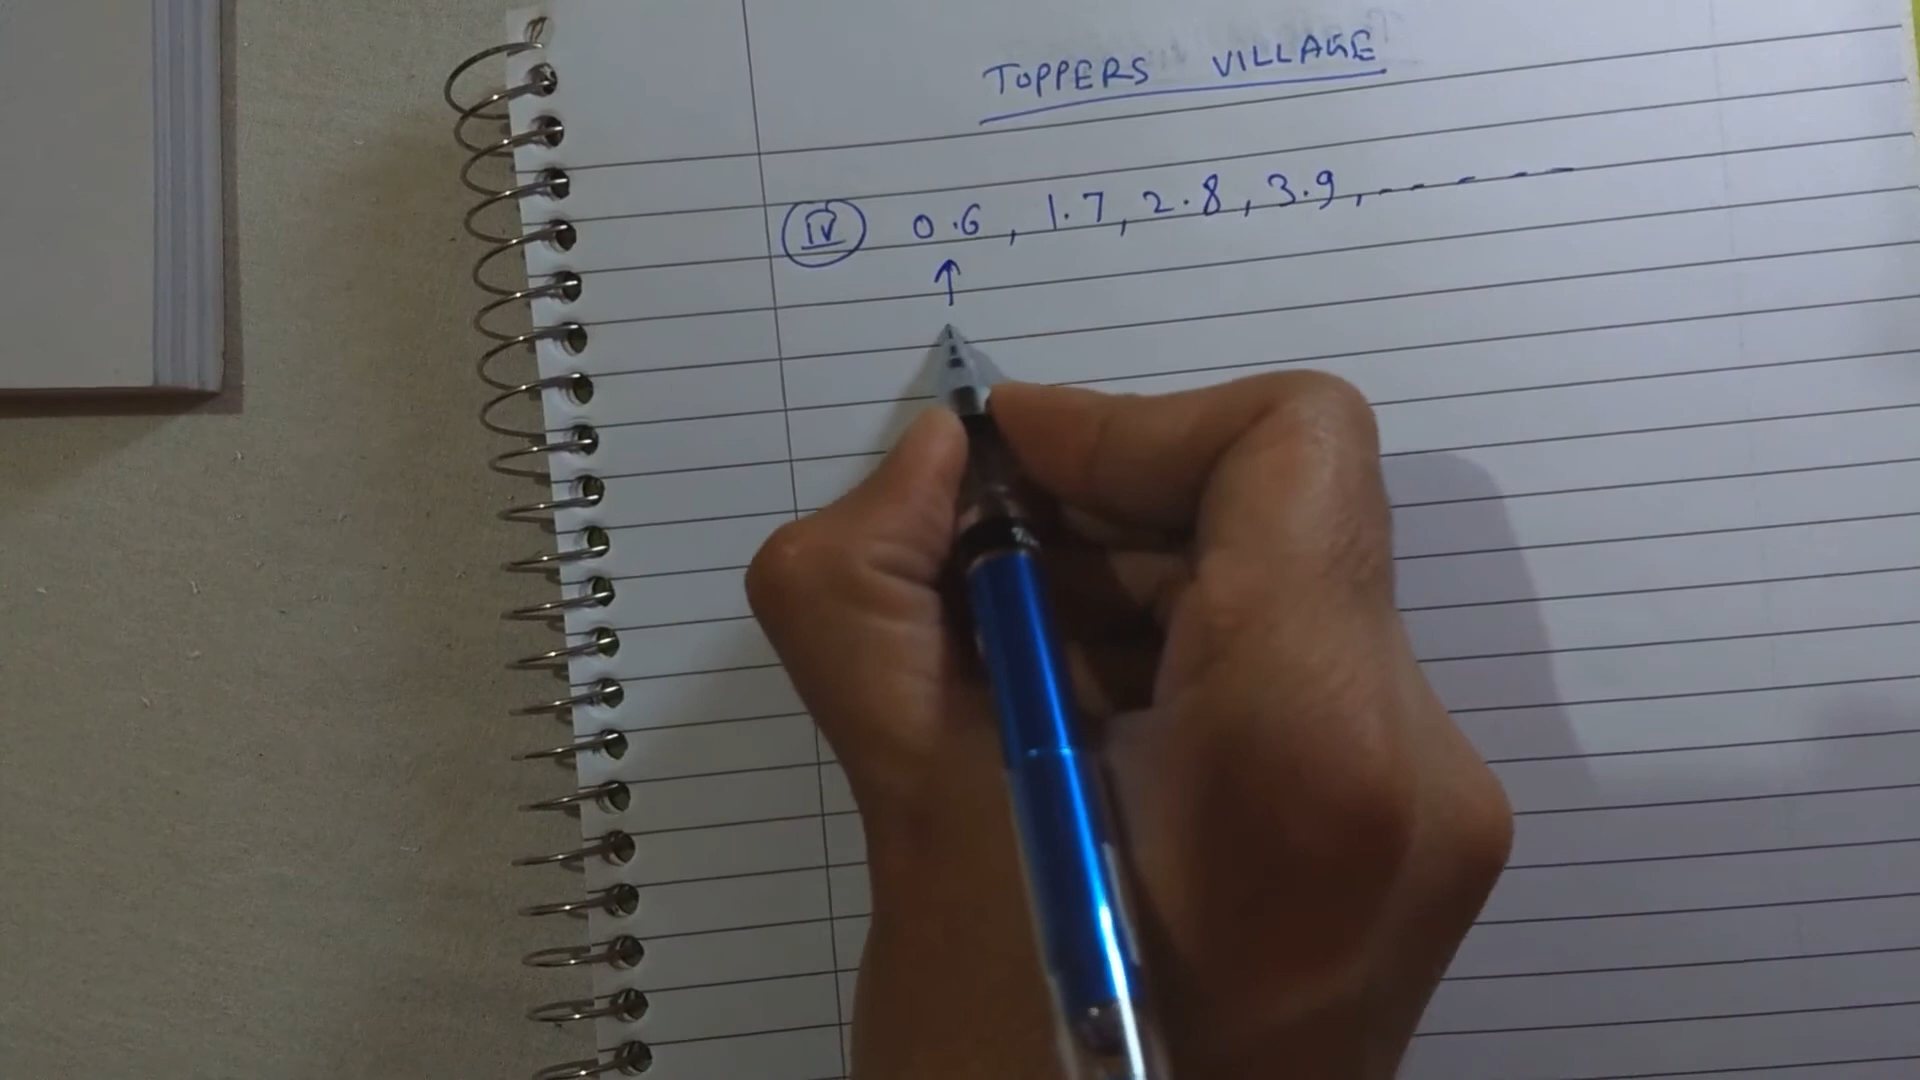 TOPPERS VILLAGE
IV 0.6, 1.7, 2.8, 3.9, - - - - -
↑